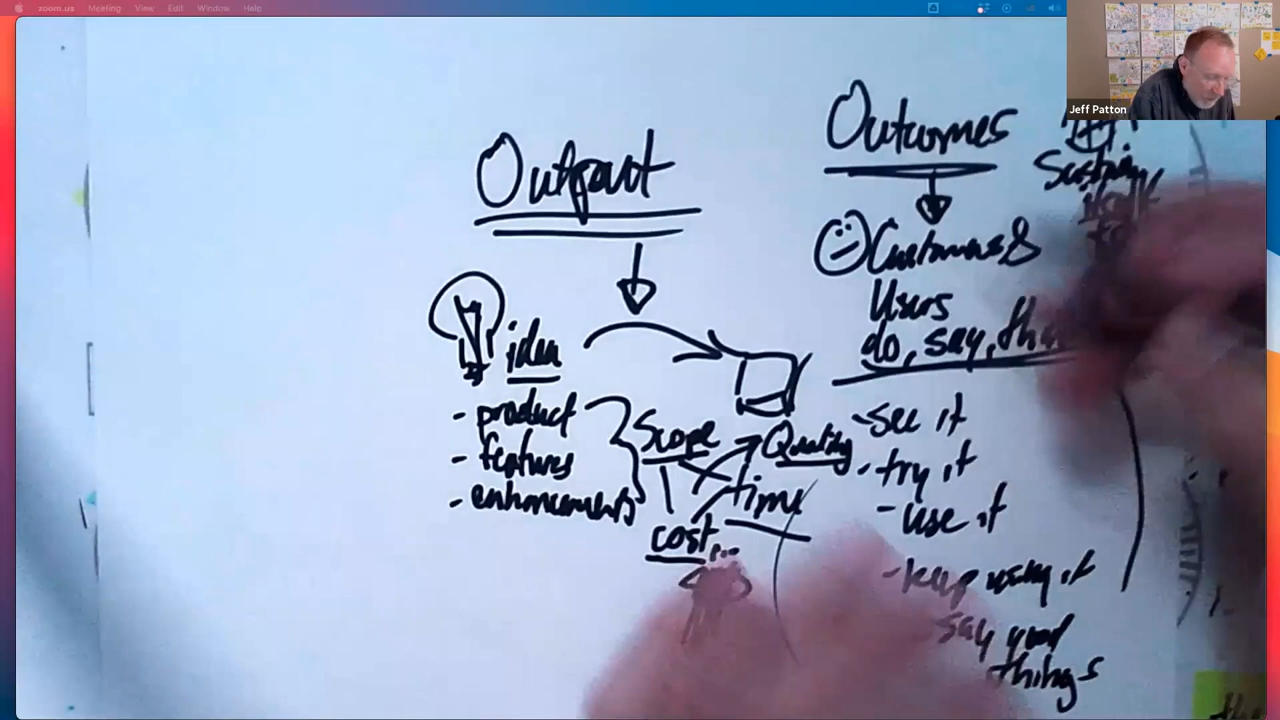 zoom.us Meeting View Edit Window Help
Jeff Patton
Output
idea
- product
- features
- enhancements
Scope
Quality
time
cost...
Outcomes
Customers &
Users
do, say,
- see it
- try it
- use it
- keep using it
say good
things